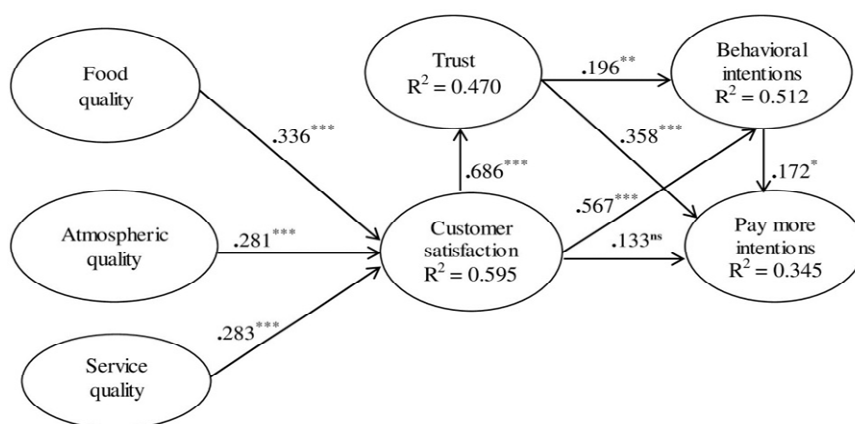 Food
quality
Atmospheric
quality
Service
quality
.336***
.281***
.283***
Trust
R² = 0.470
.686***
Customer
satisfaction
R² = 0.595
.196**
.358***
.567***
.133ns
Behavioral
intentions
R² = 0.512
.172*
Pay more
intentions
R² = 0.345